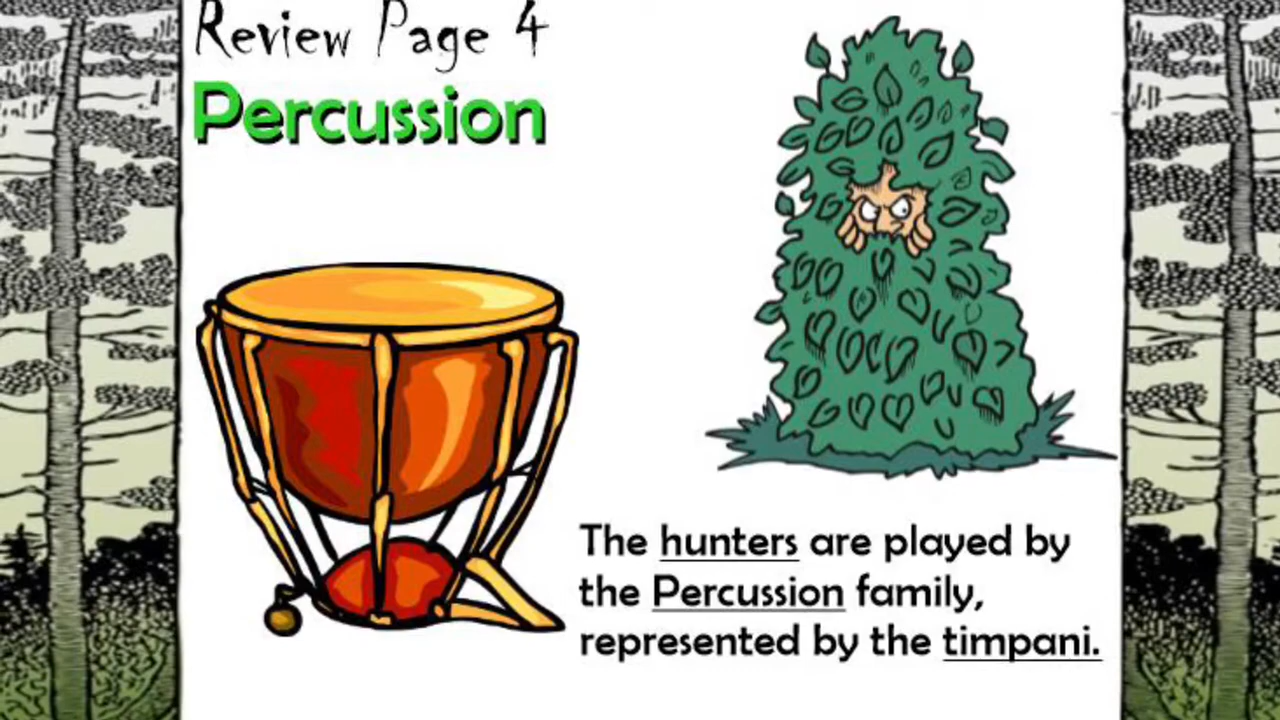 Review Page 4
Percussion
The hunters are played by
the Percussion family,
represented by the timpani.